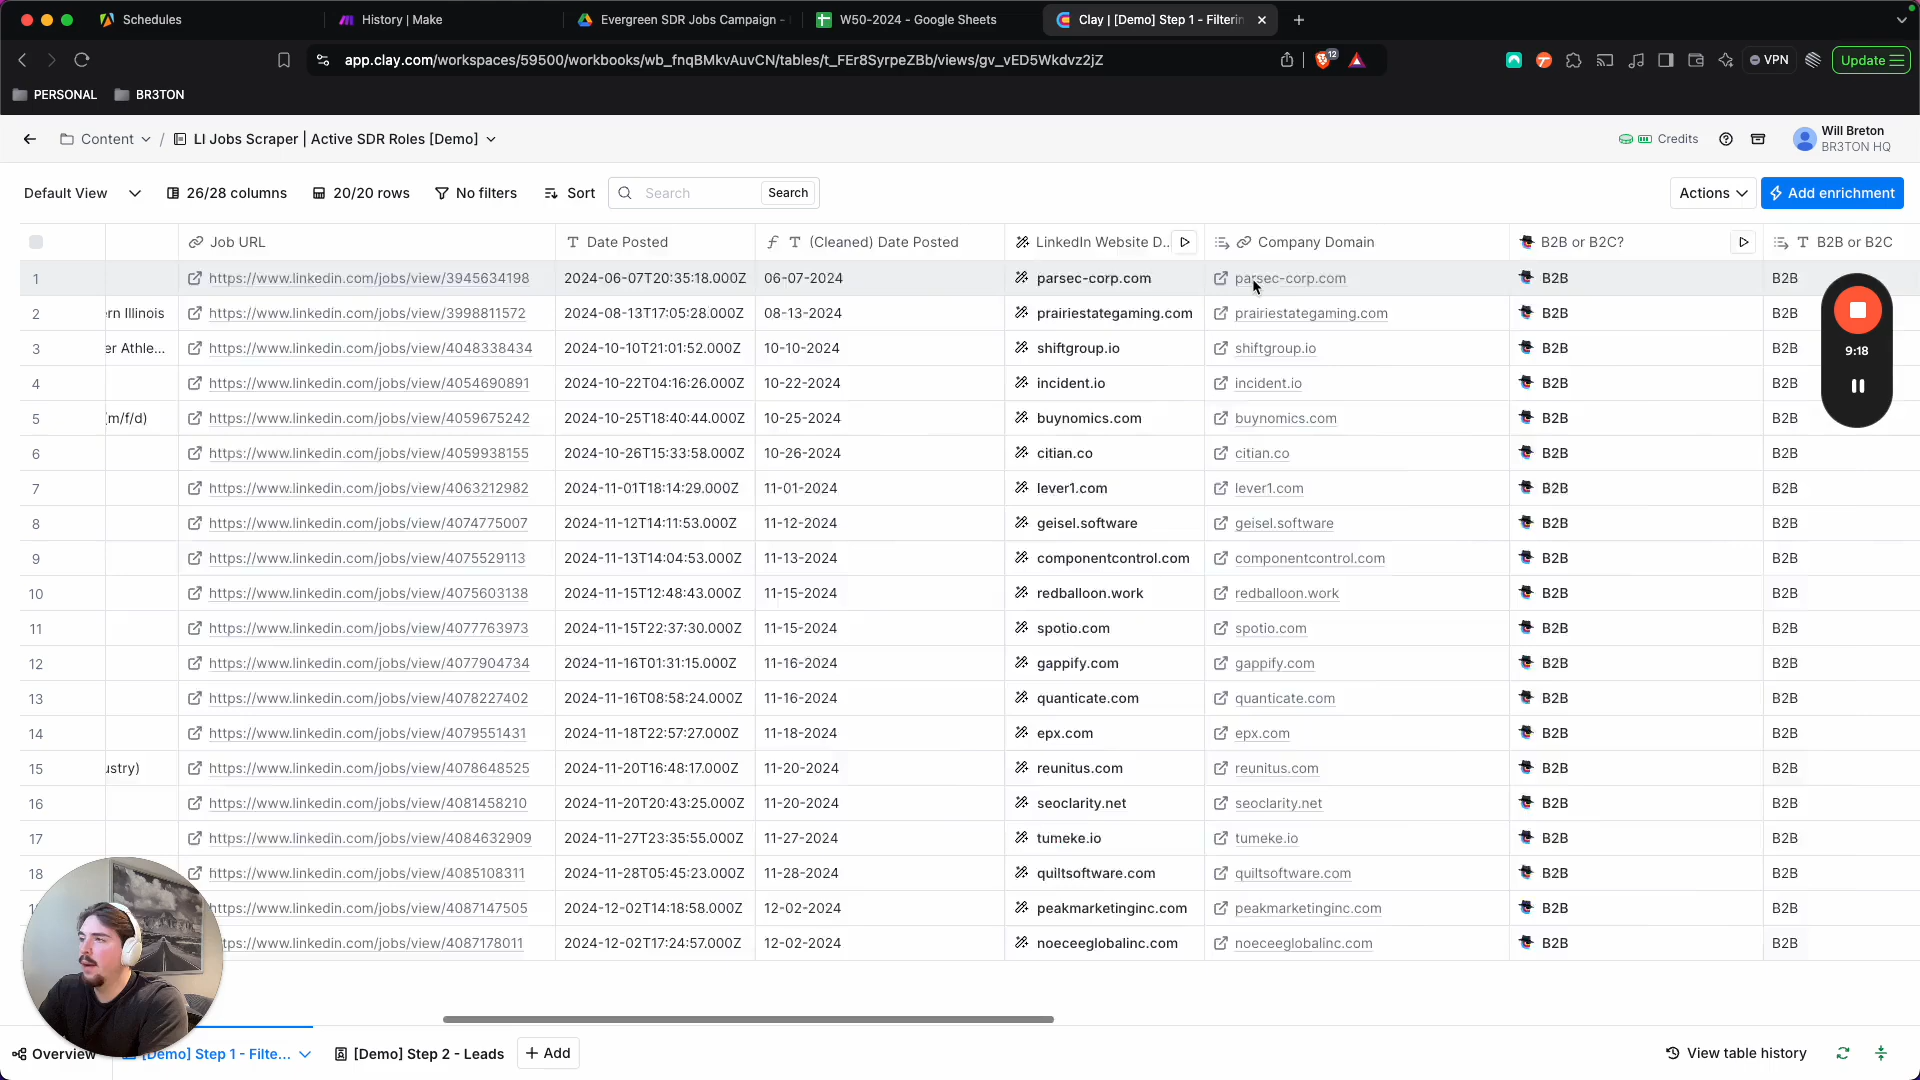 Schedules
History | Make
Evergreen SDR Jobs Campaign -
W50-2024 - Google Sheets
Clay | [Demo] Step 1 - Filterin
app.clay.com/workspaces/59500/workbooks/wb_fnqBMkvAuvCN/tables/t_FEr8SyrpeZBb/views/gv_vED5Wkdvz2jZ
12
VPN
Update
PERSONAL
BR3TON
Content / LI Jobs Scraper | Active SDR Roles [Demo]
Credits
Will Breton
BR3TON HQ
Default View
26/28 columns
20/20 rows
No filters
Sort
Search
Search
Actions
Add enrichment
Job URL Date Posted (Cleaned) Date Posted LinkedIn Website D... Company Domain B2B or B2C? B2B or B2C
1 https://www.linkedin.com/jobs/view/3945634198 2024-06-07T20:35:18.000Z 06-07-2024 parsec-corp.com parsec-corp.com B2B B2B
2 rn Illinois https://www.linkedin.com/jobs/view/3998811572 2024-08-13T17:05:28.000Z 08-13-2024 prairiestategaming.com prairiestategaming.com B2B B2B
3 er Athle... https://www.linkedin.com/jobs/view/4048338434 2024-10-10T21:01:52.000Z 10-10-2024 shiftgroup.io shiftgroup.io B2B B2B
4 https://www.linkedin.com/jobs/view/4054690891 2024-10-22T04:16:26.000Z 10-22-2024 incident.io incident.io B2B B2B
5 (m/f/d) https://www.linkedin.com/jobs/view/4059675242 2024-10-25T18:40:44.000Z 10-25-2024 buynomics.com buynomics.com B2B B2B
6 https://www.linkedin.com/jobs/view/4059938155 2024-10-26T15:33:58.000Z 10-26-2024 citian.co citian.co B2B B2B
7 https://www.linkedin.com/jobs/view/4063212982 2024-11-01T18:14:29.000Z 11-01-2024 lever1.com lever1.com B2B B2B
8 https://www.linkedin.com/jobs/view/4074775007 2024-11-12T14:11:53.000Z 11-12-2024 geisel.software geisel.software B2B B2B
9 https://www.linkedin.com/jobs/view/4075529113 2024-11-13T14:04:53.000Z 11-13-2024 componentcontrol.com componentcontrol.com B2B B2B
10 https://www.linkedin.com/jobs/view/4075603138 2024-11-15T12:48:43.000Z 11-15-2024 redballoon.work redballoon.work B2B B2B
11 https://www.linkedin.com/jobs/view/4077763973 2024-11-15T22:37:30.000Z 11-15-2024 spotio.com spotio.com B2B B2B
12 https://www.linkedin.com/jobs/view/4077904734 2024-11-16T01:31:15.000Z 11-16-2024 gappify.com gappify.com B2B B2B
13 https://www.linkedin.com/jobs/view/4078227402 2024-11-16T08:58:24.000Z 11-16-2024 quanticate.com quanticate.com B2B B2B
14 https://www.linkedin.com/jobs/view/4079551431 2024-11-18T22:57:27.000Z 11-18-2024 epx.com epx.com B2B B2B
15 ustry) https://www.linkedin.com/jobs/view/4078648525 2024-11-20T16:48:17.000Z 11-20-2024 reunitus.com reunitus.com B2B B2B
16 https://www.linkedin.com/jobs/view/4081458210 2024-11-20T20:43:25.000Z 11-20-2024 seoclarity.net seoclarity.net B2B B2B
17 https://www.linkedin.com/jobs/view/4084632909 2024-11-27T23:35:55.000Z 11-27-2024 tumeke.io tumeke.io B2B B2B
18 https://www.linkedin.com/jobs/view/4085108311 2024-11-28T05:45:23.000Z 11-28-2024 quiltsoftware.com quiltsoftware.com B2B B2B
https://www.linkedin.com/jobs/view/4087147505 2024-12-02T14:18:58.000Z 12-02-2024 peakmarketinginc.com peakmarketinginc.com B2B B2B
tps://www.linkedin.com/jobs/view/4087178011 2024-12-02T17:24:57.000Z 12-02-2024 noeceeglobalinc.com noeceeglobalinc.com B2B B2B
9:18
Overview
[Demo] Step 1 - Filte...
[Demo] Step 2 - Leads
+ Add
View table history